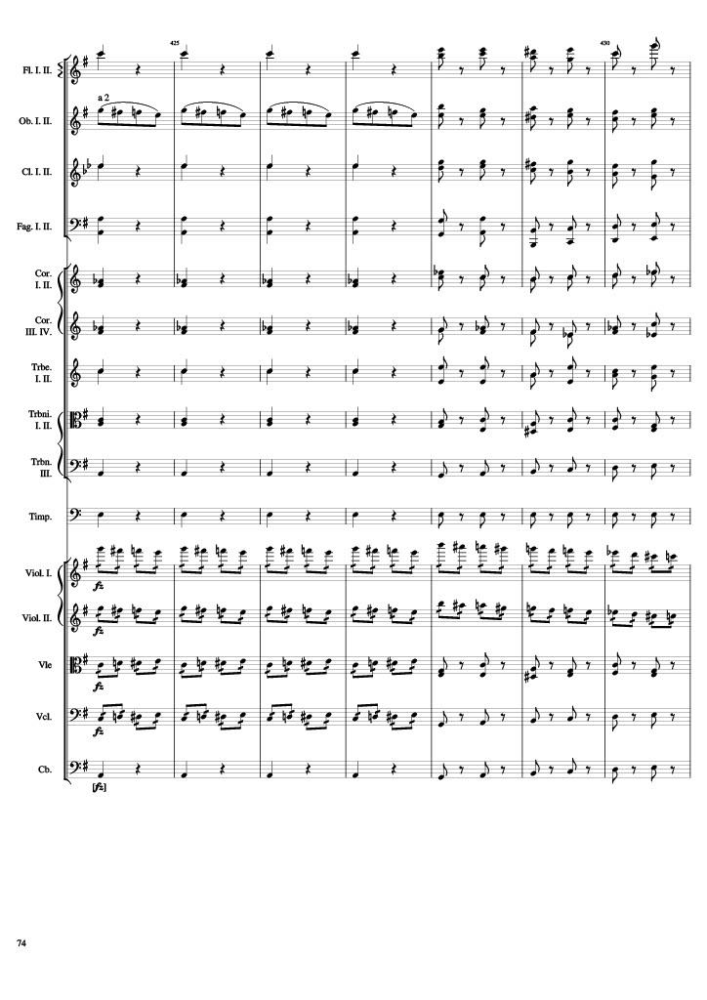 425
430
Fl. I. II.
a 2
Ob. I. II.
Cl. I. II.
Fag. I. II.
Cor.
I. II.
Cor.
III. IV.
Trbe.
I. II.
Trbni.
I. II.
Trbn.
III.
Timp.
Viol. I.
fz
Viol. II.
fz
Vle
fz
Vcl.
fz
Cb.
[fz]
74